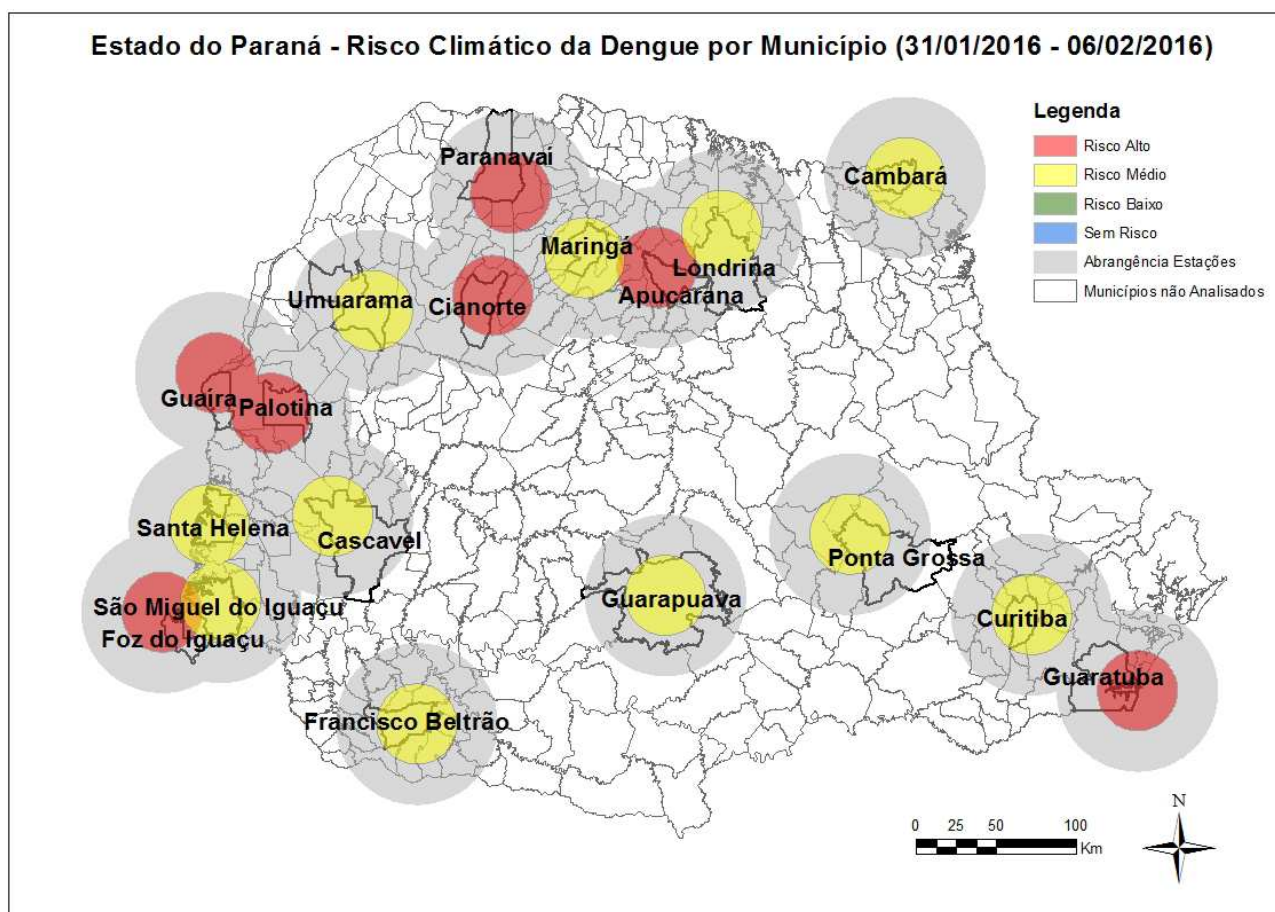 Estado do Paraná - Risco Climático da Dengue por Município (31/01/2016 - 06/02/2016)
Legenda
Risco Alto
Risco Médio
Risco Baixo
Sem Risco
Abrangência Estações
Municípios não Analisados
Paranavaí
Cambará
Maringá
Londrina
Umuarama
Cianorte
Apucarana
Guaíra
Palotina
Santa Helena
Cascavel
Ponta Grossa
São Miguel do Iguaçu
Guarapuava
Curitiba
Foz do Iguaçu
Guaratuba
Francisco Beltrão
N
0 25 50 100
Km